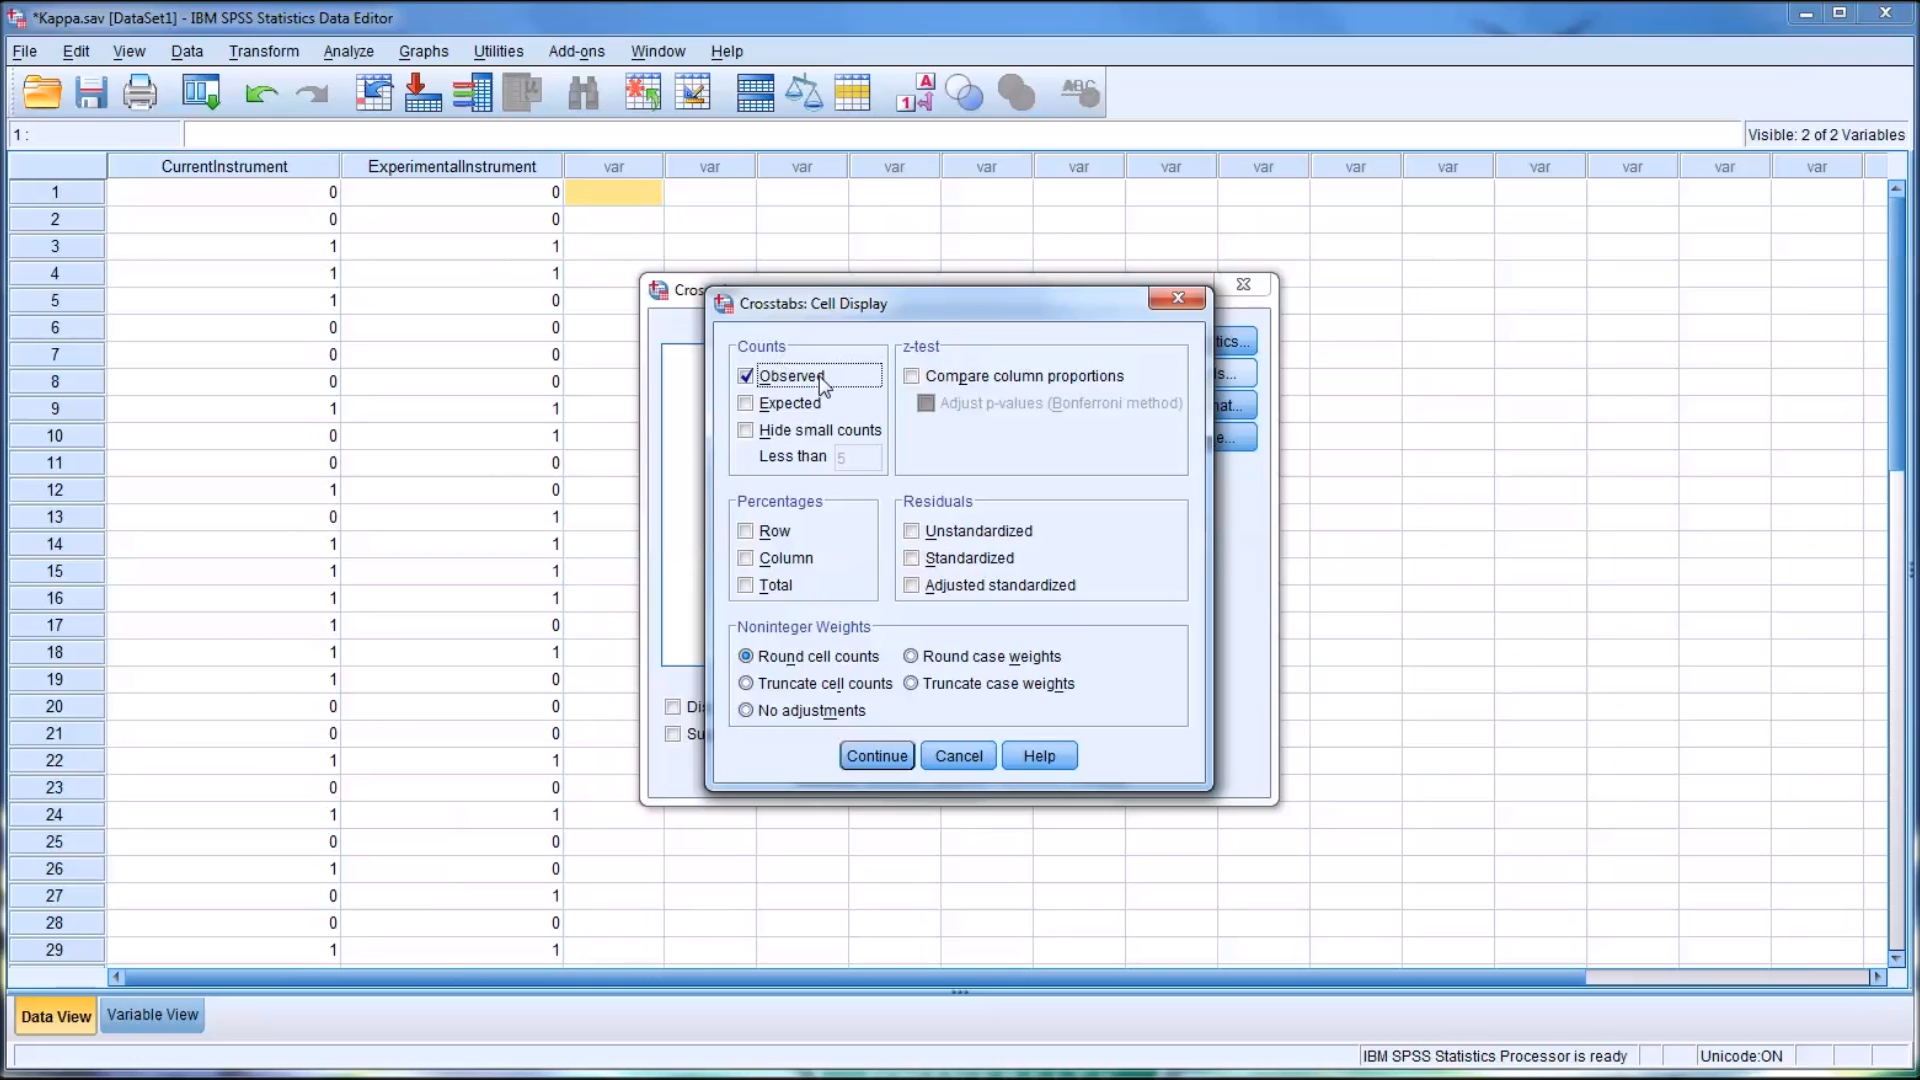 *Kappa.sav [DataSet1] - IBM SPSS Statistics Data Editor
File Edit View Data Transform Analyze Graphs Utilities Add-ons Window Help
1 :
Visible: 2 of 2 Variables
CurrentInstrument ExperimentalInstrument var var var var var var var var var var var var var var
1 0 0
2 0 0
3 1 1
4 1 1
5 1 0
6 0 0
7 0 0
8 0 0
9 1 1
10 0 1
11 0 0
12 1 0
13 0 1
14 1 1
15 1 1
16 1 1
17 1 0
18 1 1
19 1 0
20 0 0
21 0 0
22 1 1
23 0 0
24 1 1
25 0 0
26 1 0
27 0 1
28 0 0
29 1 1
Crosstabs: Cell Display
Counts
Observed
Expected
Hide small counts
Less than 5
z-test
Compare column proportions
Adjust p-values (Bonferroni method)
Percentages
Row
Column
Total
Residuals
Unstandardized
Standardized
Adjusted standardized
Noninteger Weights
Round cell counts Round case weights
Truncate cell counts Truncate case weights
No adjustments
Continue Cancel Help
Data View Variable View
IBM SPSS Statistics Processor is ready Unicode:ON